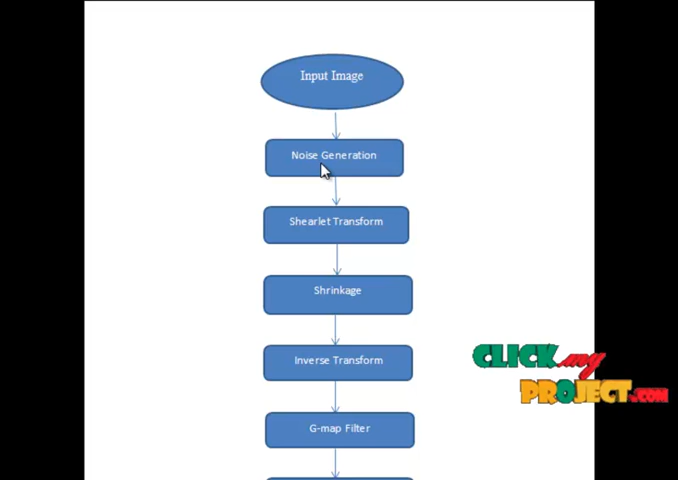 Input Image
Noise Generation
Shearlet Transform
Shrinkage
Inverse Transform
G-map Filter
CLICK my
PROJECT.COM